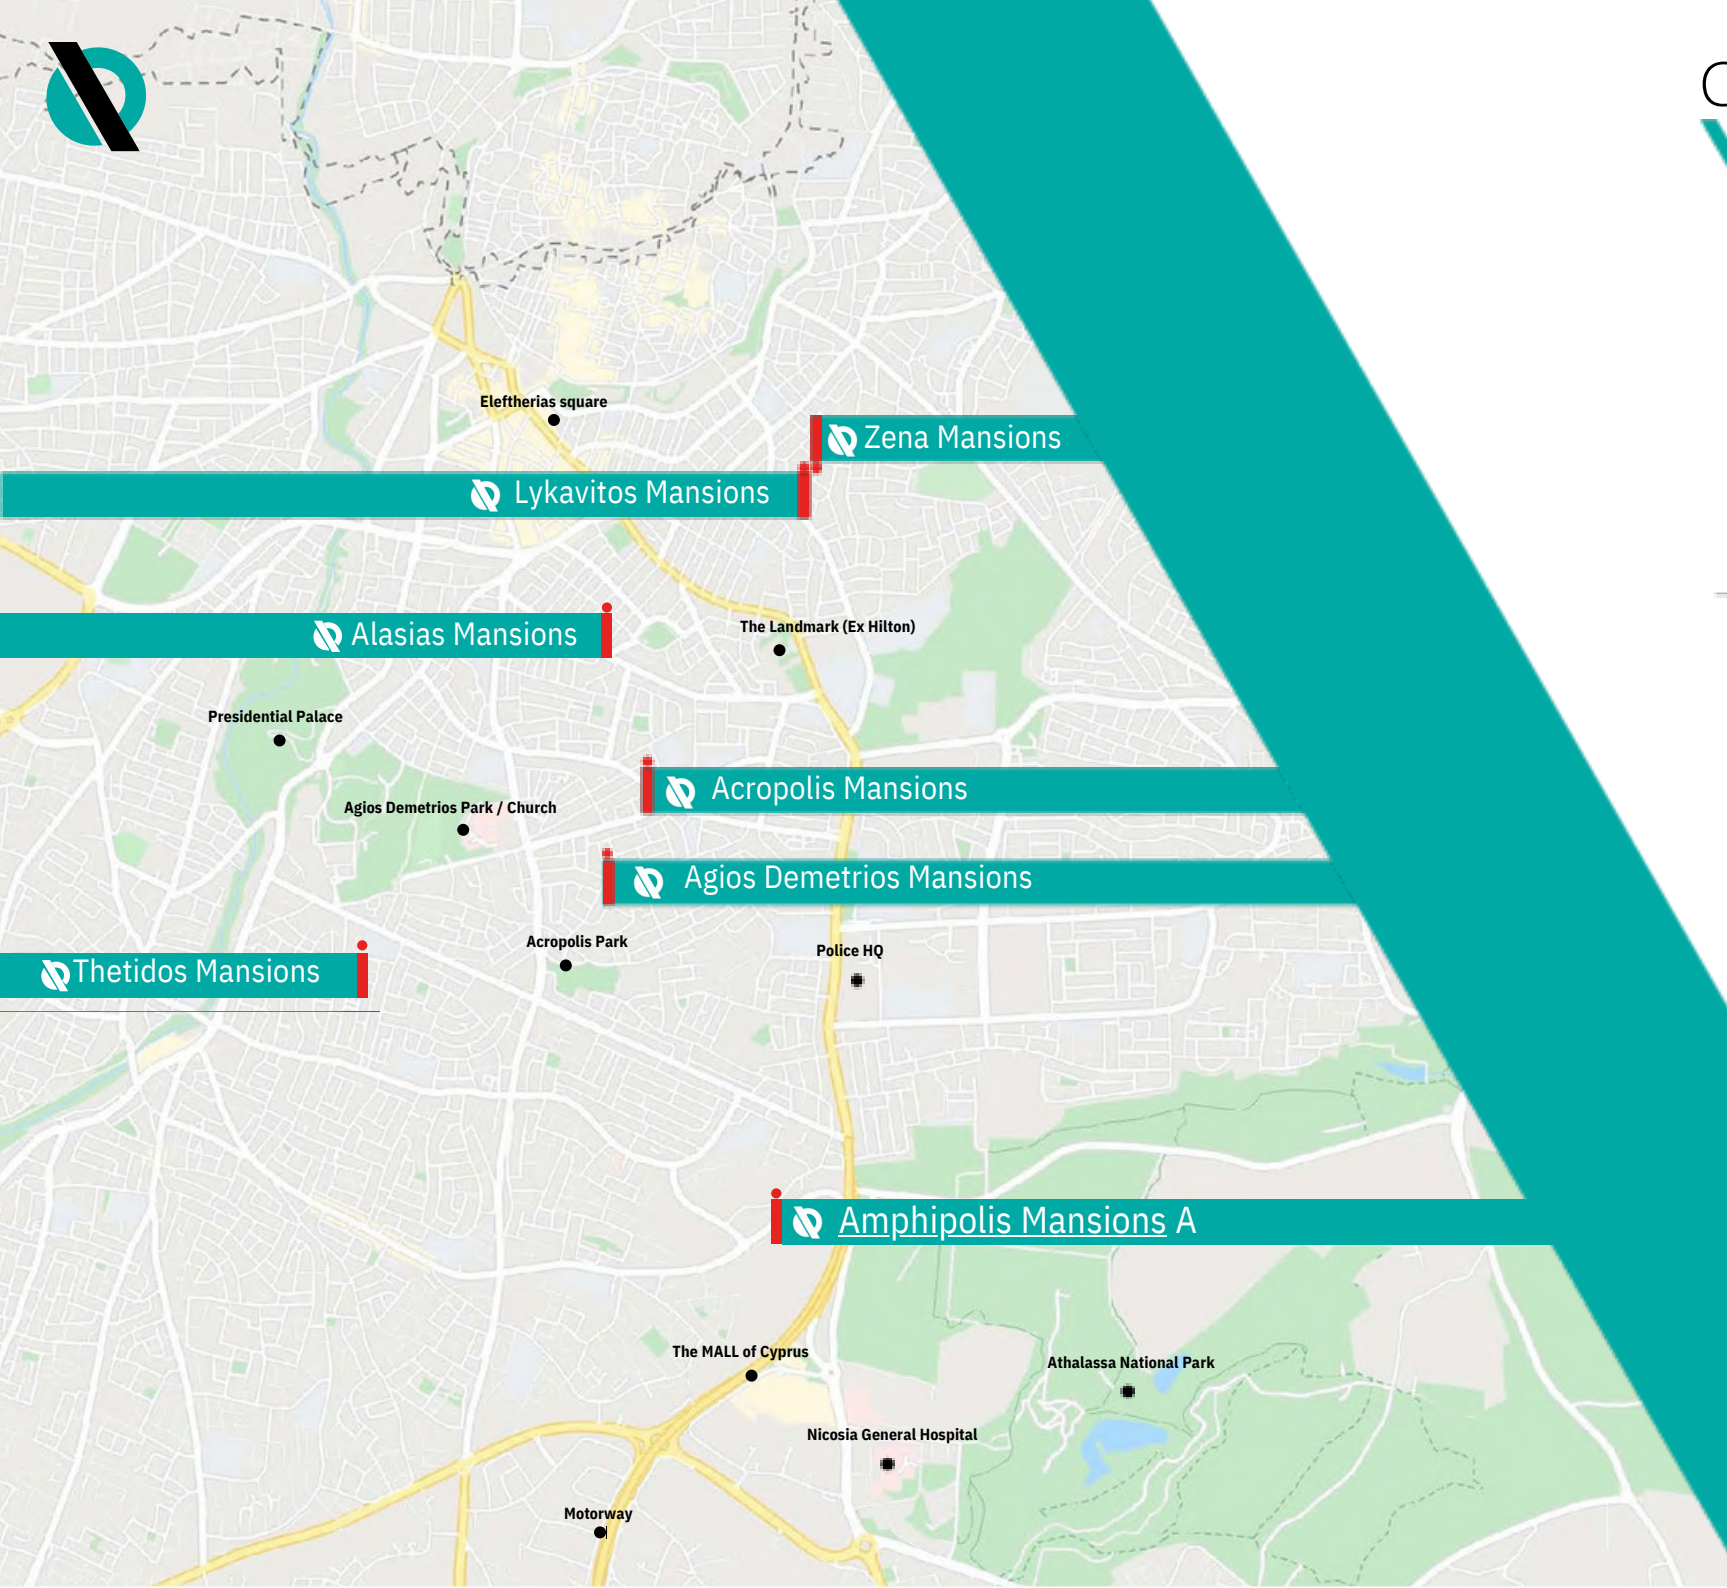 Eleftherias square
Zena Mansions
Lykavitos Mansions
The Landmark (Ex Hilton)
Alasias Mansions
Presidential Palace
Acropolis Mansions
Agios Demetrios Park / Church
Agios Demetrios Mansions
Acropolis Park
Police HQ
Thetidos Mansions
Amphipolis Mansions A
The MALL of Cyprus
Athalassa National Park
Nicosia General Hospital
Motorway